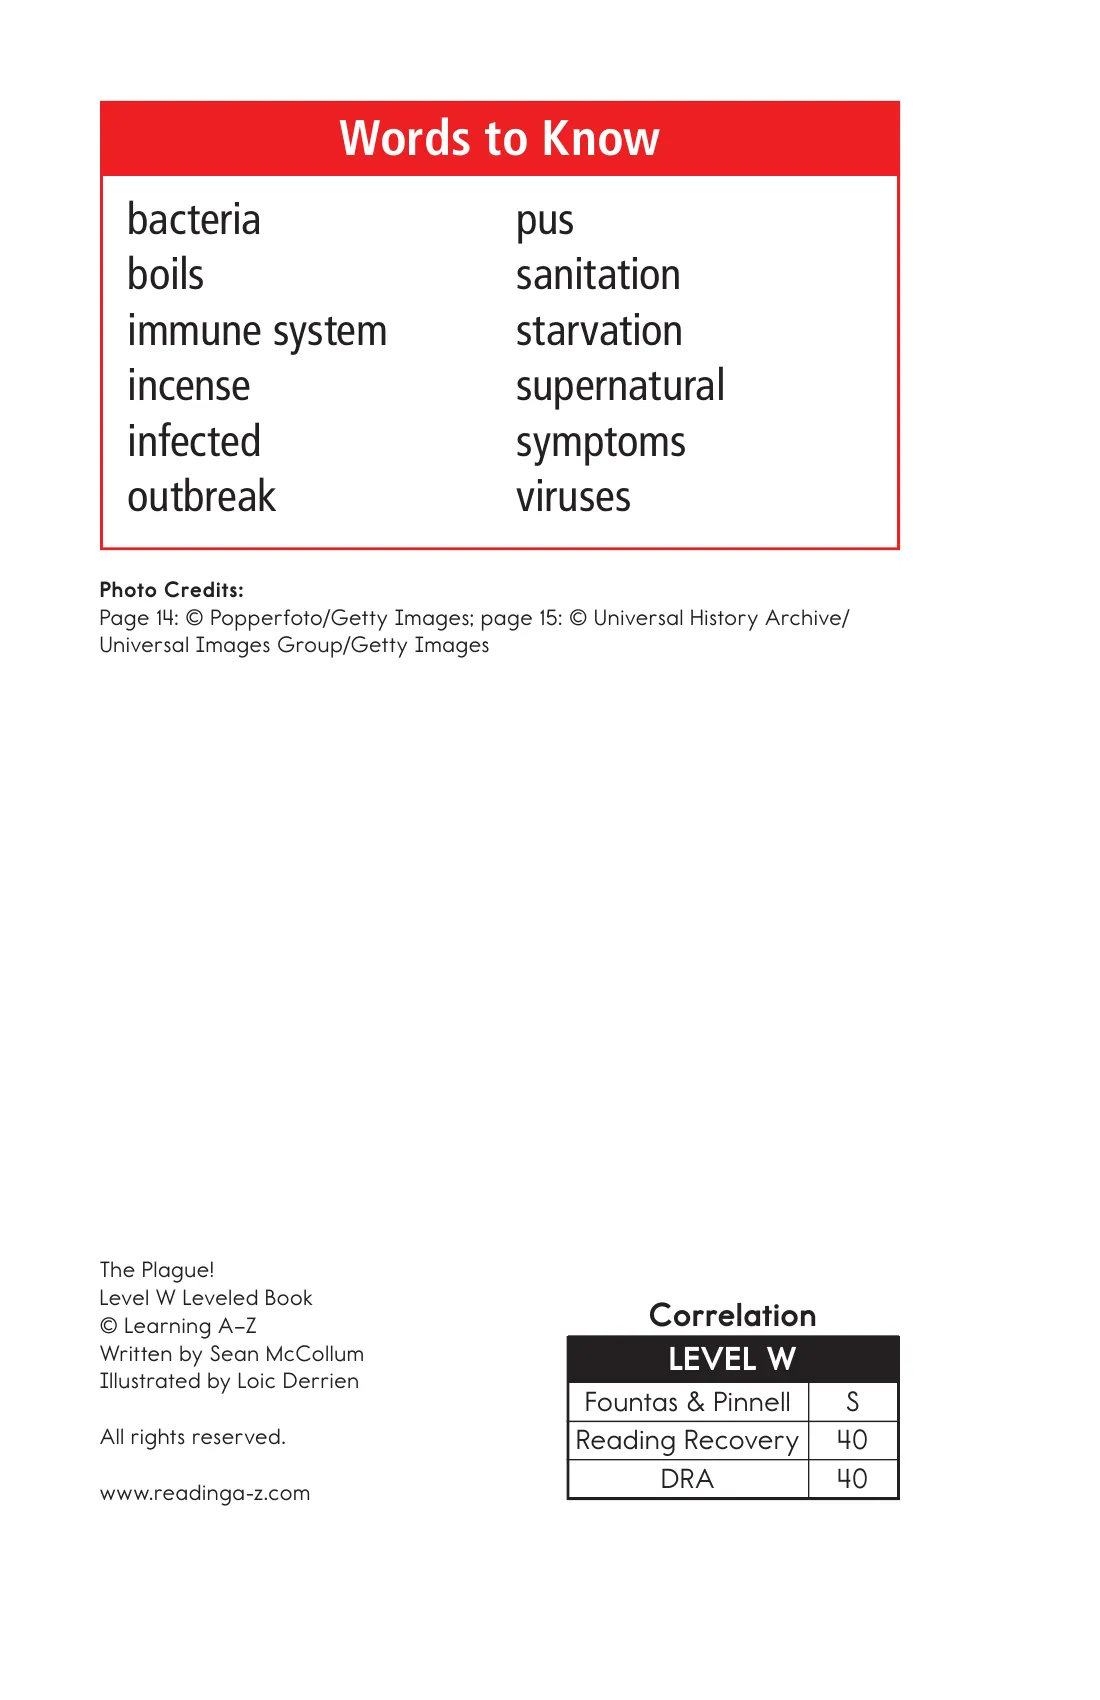 Words to Know
bacteria
boils
immune system
incense
infected
outbreak
pus
sanitation
starvation
supernatural
symptoms
viruses
Photo Credits:
Page 14: © Popperfoto/Getty Images; page 15: © Universal History Archive/
Universal Images Group/Getty Images
The Plague!
Level W Leveled Book
© Learning A–Z
Written by Sean McCollum
Illustrated by Loic Derrien
All rights reserved.
www.readinga-z.com
Correlation
LEVEL W
Fountas & Pinnell S
Reading Recovery 40
DRA 40